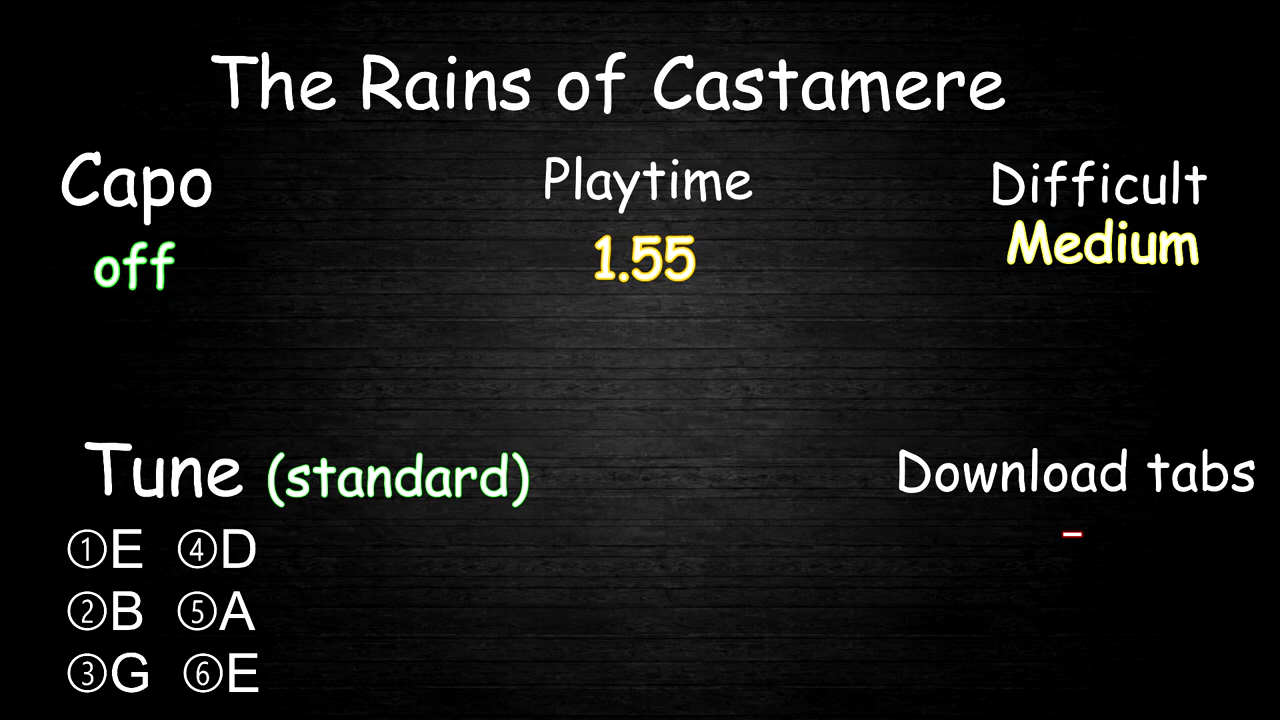 The Rains of Castamere
Capo
off
Playtime
1.55
Difficult
Medium
Tune (standard)
①E ④D
②B ⑤A
③G ⑥E
Download tabs
-